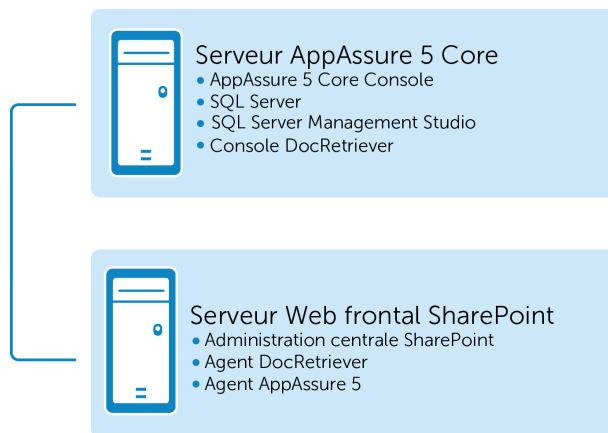 Serveur AppAssure 5 Core
• AppAssure 5 Core Console
• SQL Server
• SQL Server Management Studio
• Console DocRetriever
Serveur Web frontal SharePoint
• Administration centrale SharePoint
• Agent DocRetriever
• Agent AppAssure 5